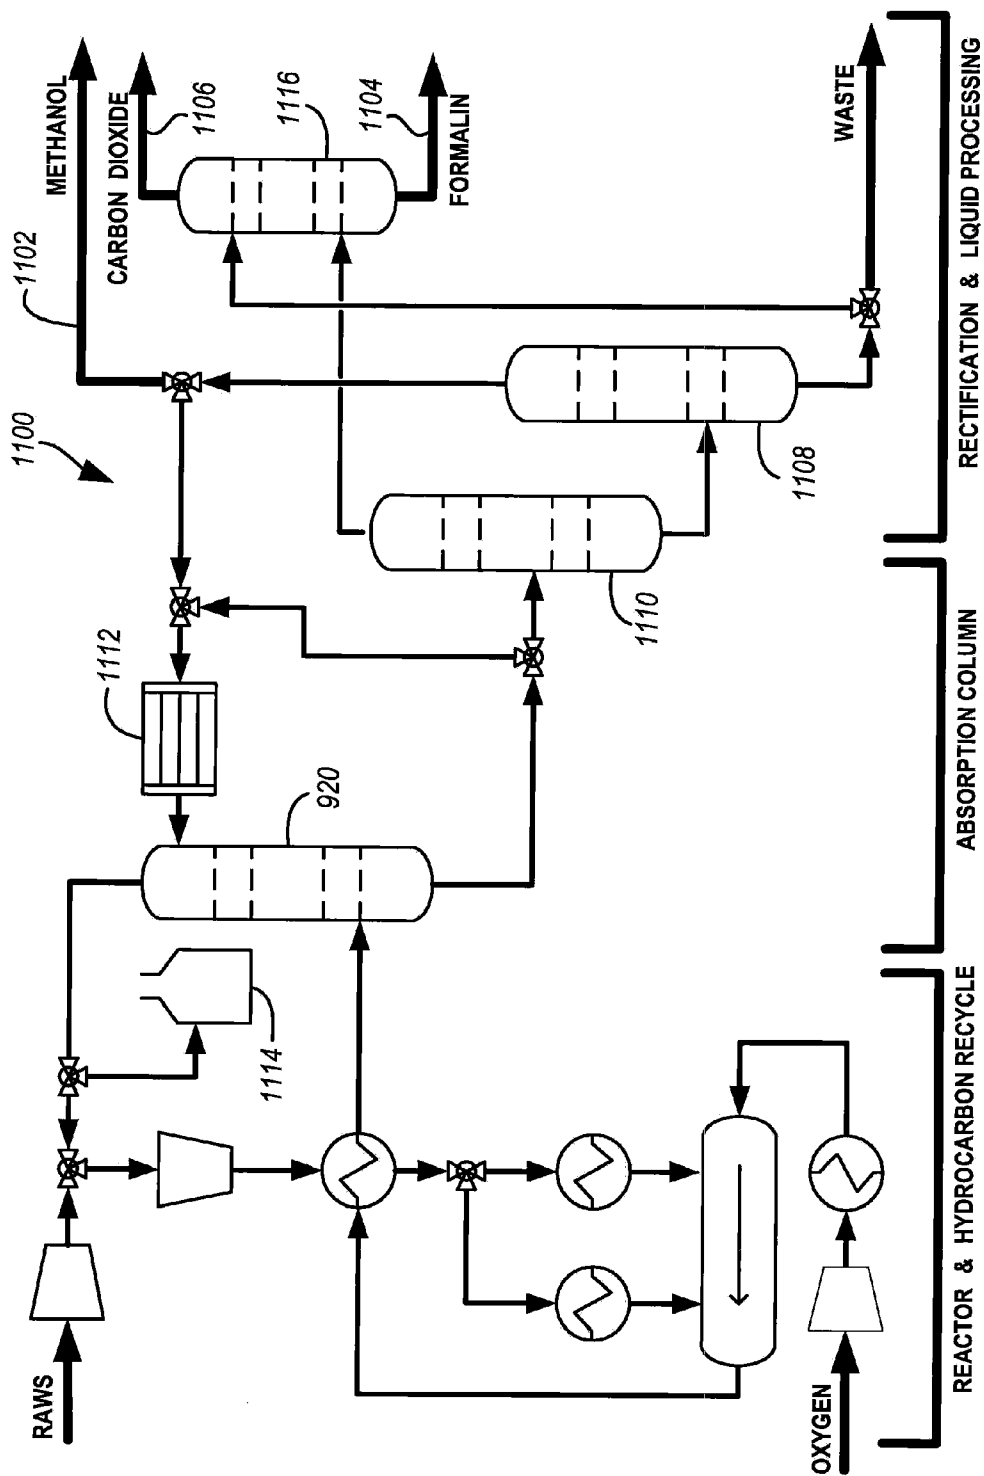 RAWS
OXYGEN
1114
920
1112
1110
1108
1100
1102
METHANOL
CARBON DIOXIDE
1106
1116
1104
FORMALIN
WASTE
REACTOR & HYDROCARBON RECYCLE
ABSORPTION COLUMN
RECTIFICATION & LIQUID PROCESSING